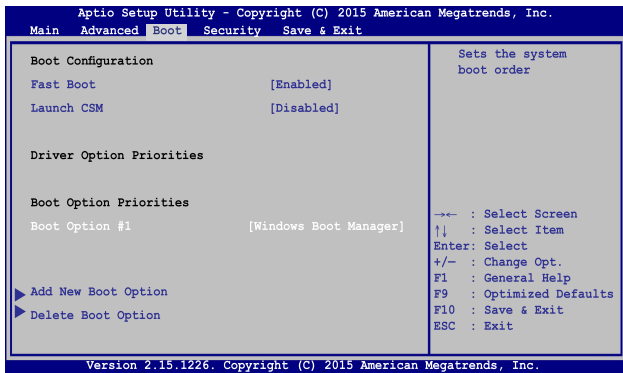 Aptio Setup Utility - Copyright (C) 2015 American Megatrends, Inc.
Main Advanced Boot Security Save & Exit
Boot Configuration
Fast Boot [Enabled]
Launch CSM [Disabled]
Driver Option Priorities
Boot Option Priorities
Boot Option #1 [Windows Boot Manager]
Add New Boot Option
Delete Boot Option
Sets the system
boot order
→← : Select Screen
↑↓ : Select Item
Enter: Select
+/— : Change Opt.
F1 : General Help
F9 : Optimized Defaults
F10 : Save & Exit
ESC : Exit
Version 2.15.1226. Copyright (C) 2015 American Megatrends, Inc.